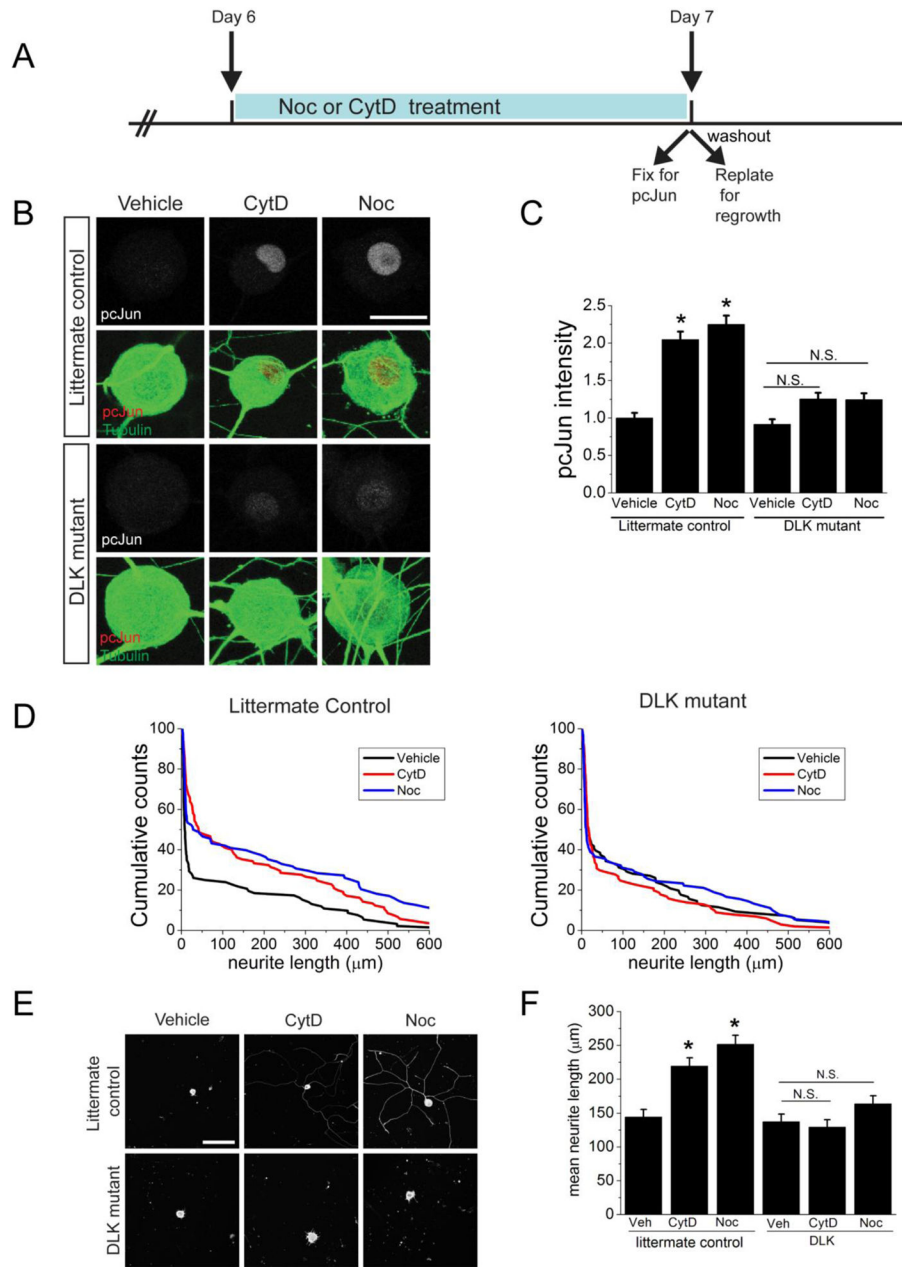 Day 6
Day 7
A
Noc or CytD treatment
washout
Fix for
pcJun
Replate
for
regrowth
B
Vehicle
CytD
Noc
Littermate control
pcJun
pcJun
Tubulin
DLK mutant
pcJun
pcJun
Tubulin
C
pcJun intensity
2.5
2.0
1.5
1.0
0.5
0.0
*
*
N.S.
N.S.
Vehicle
CytD
Noc
Vehicle
CytD
Noc
Littermate control
DLK mutant
D
Littermate Control
Cumulative counts
100
80
60
40
20
0
Vehicle
CytD
Noc
0 100 200 300 400 500 600
neurite length (μm)
DLK mutant
Cumulative counts
100
80
60
40
20
0
Vehicle
CytD
Noc
0 100 200 300 400 500 600
neurite length (μm)
E
Vehicle
CytD
Noc
Littermate
control
DLK mutant
F
mean neurite length (μm)
300
250
200
150
100
50
0
*
*
N.S.
N.S.
Veh
CytD
Noc
Veh
CytD
Noc
littermate control
DLK